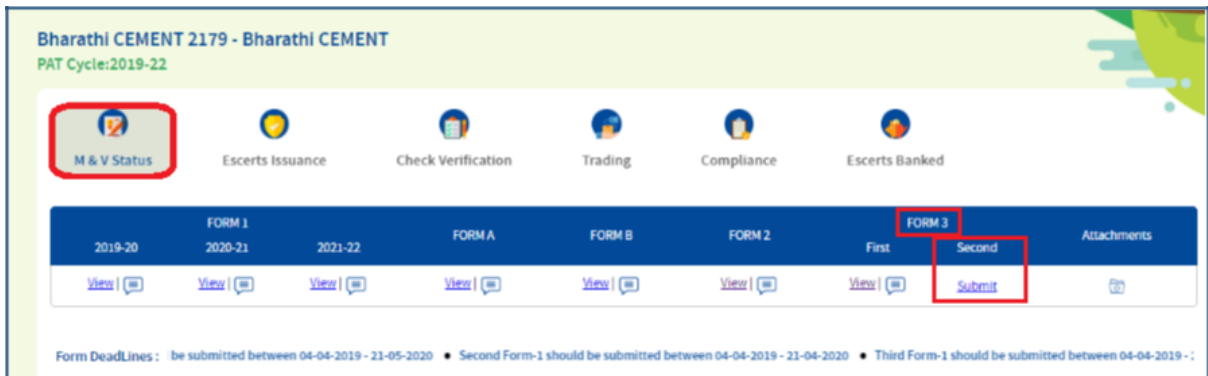 Bharathi CEMENT 2179 - Bharathi CEMENT
PAT Cycle:2019-22
M & V Status Escerts Issuance Check Verification Trading Compliance Escerts Banked
FORM 1 FORM A FORM B FORM 2 FORM 3 Attachments
2019-20 2020-21 2021-22 First Second
View | View | View | View | View | View | View | Submit
Form DeadLines : be submitted between 04-04-2019 - 21-05-2020 ● Second Form-1 should be submitted between 04-04-2019 - 21-04-2020 ● Third Form-1 should be submitted between 04-04-2019 -